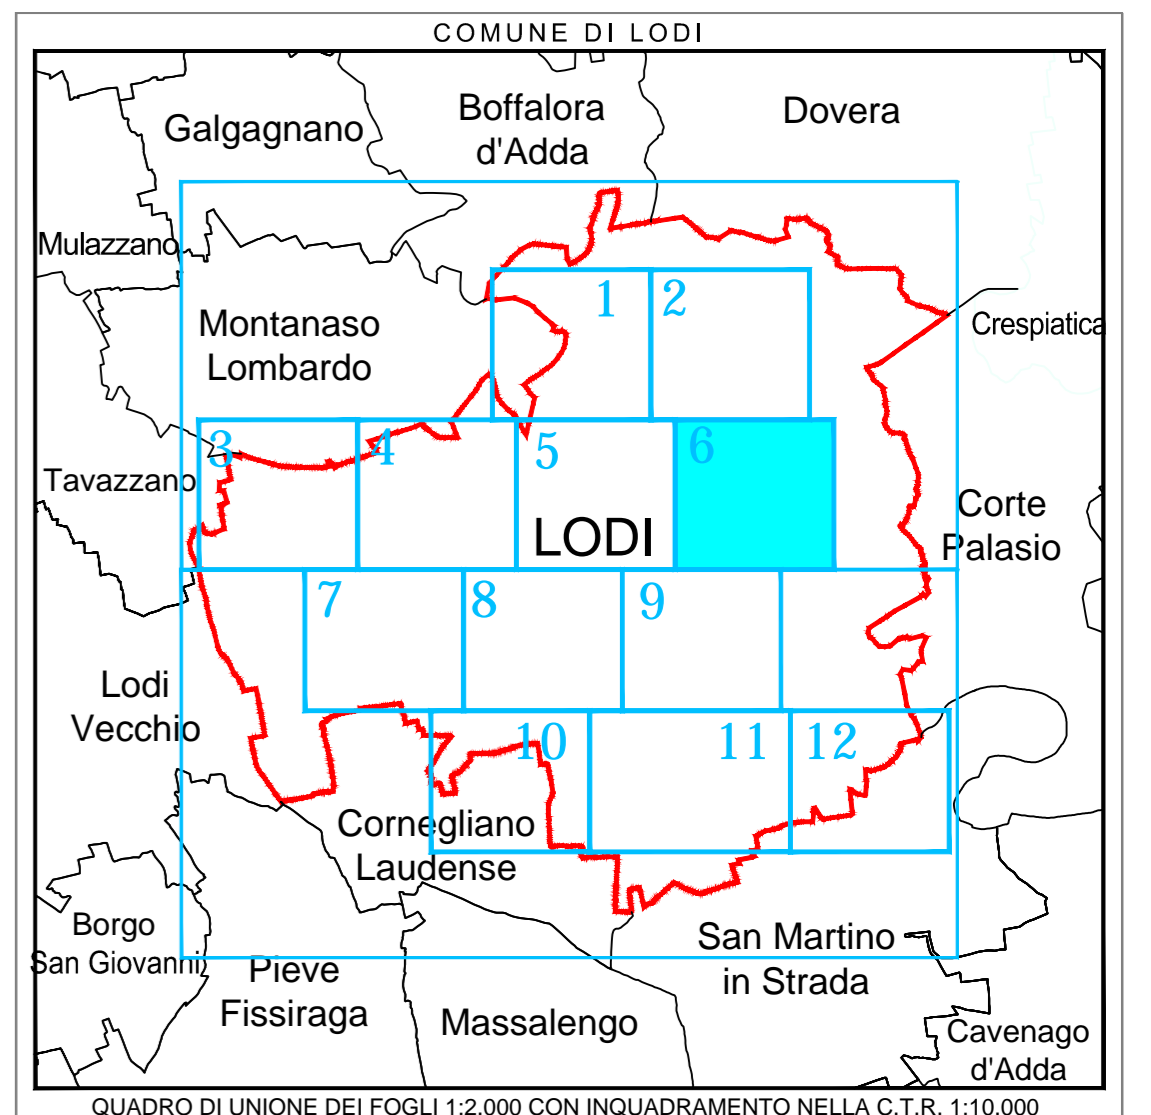 COMUNE DI LODI
Galgagnano
Boffalora
d'Adda
Dovera
Mulazzano
Montanaso
Lombardo
1
2
Crespiatica
3
4
5
6
Tavazzano
LODI
Corte
Palasio
7
8
9
Lodi
Vecchio
10
11
12
Cornegliano
Laudense
Borgo
San Giovanni
Pieve
Fissiraga
Massalengo
San Martino
in Strada
Cavenago
d'Adda
QUADRO DI UNIONE DEI FOGLI 1:2.000 CON INQUADRAMENTO NELLA C.T.R. 1:10.000